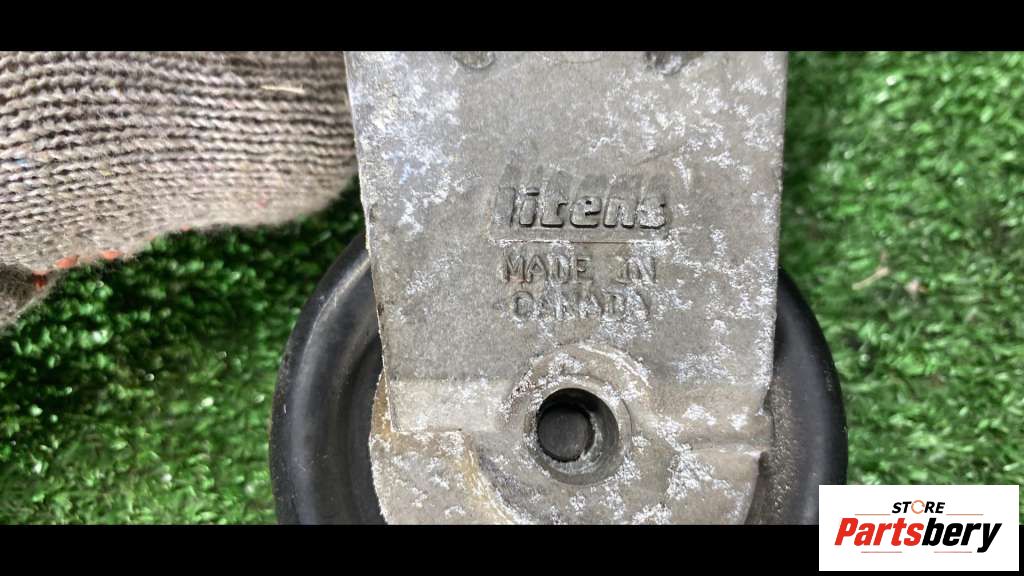 litens
MADE IN
CANADA
STORE
Partsbery